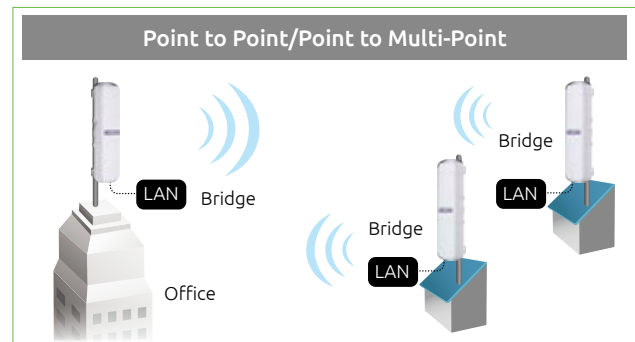 Point to Point/Point to Multi-Point
LAN
Bridge
Office
Bridge
LAN
Bridge
LAN